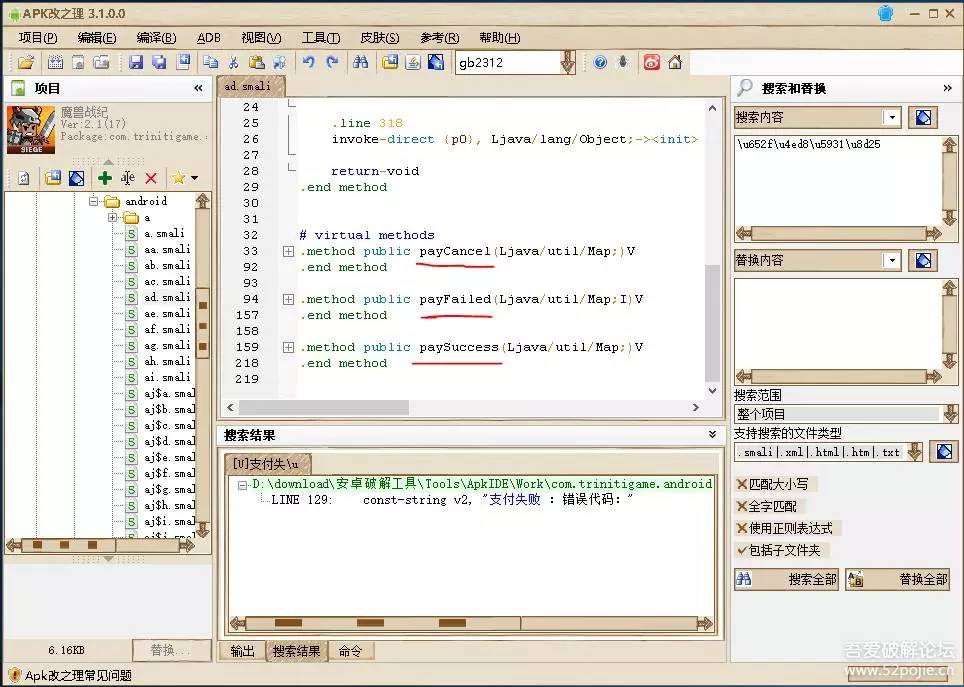 APK改之理 3.1.0.0
项目(P) 编辑(E) 编译(B) ADB 视图(V) 工具(T) 皮肤(S) 参考(R) 帮助(H)
gb2312
项目
魔兽战纪
Ver:2.1(17)
Package:com.trinitigame.
SIEGE
android
a
a.smali
aa.smali
ab.smali
ac.smali
ad.smali
ae.smali
af.smali
ag.smali
ah.smali
ai.smali
aj$a.smal
aj$b.smal
aj$c.smal
aj$d.smal
aj$e.smal
aj$f.smal
aj$g.smal
aj$h.smal
aj$i.smal
6.16KB
替换...
ad.smali
24
25 .line 318
26 invoke-direct {p0}, Ljava/lang/Object;-><init>
27
28 return-void
29 .end method
30
31
32 # virtual methods
33 .method public payCancel(Ljava/util/Map;)V
92 .end method
93
94 .method public payFailed(Ljava/util/Map;I)V
157 .end method
158
159 .method public paySuccess(Ljava/util/Map;)V
218 .end method
219
搜索结果
[U]支付失\u
D:\download\安卓破解工具\Tools\ApkIDE\Work\com.trinitigame.android
LINE 129: const-string v2, "支付失败 : 错误代码:"
输出 搜索结果 命令
搜索和替换
搜索内容
\u652f\u4ed8\u5931\u8d25
替换内容
搜索范围
整个项目
支持搜索的文件类型
.smali|.xml|.html|.htm|.txt
匹配大小写
全字匹配
使用正则表达式
包括子文件夹
搜索全部 替换全部
Apk改之理常见问题
吾爱破解论坛
www.52pojie.cn